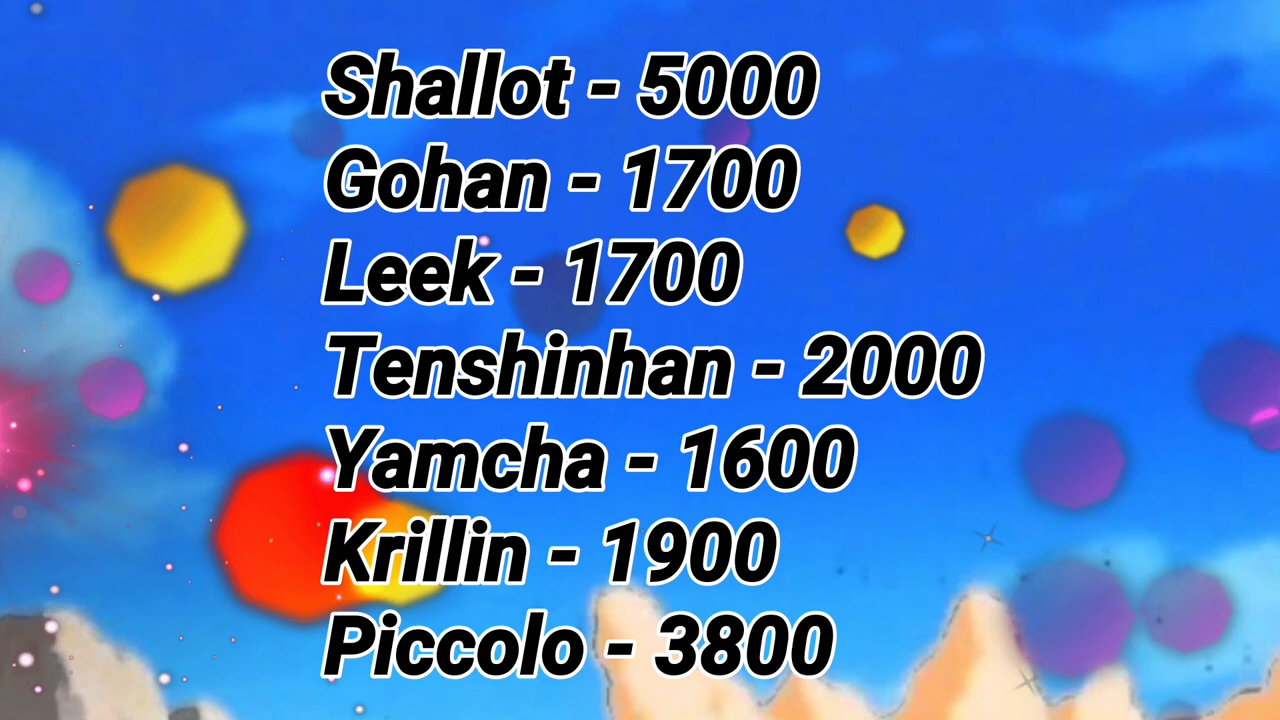 Shallot - 5000
Gohan - 1700
Leek - 1700
Tenshinhan - 2000
Yamcha - 1600
Krillin - 1900
Piccolo - 3800